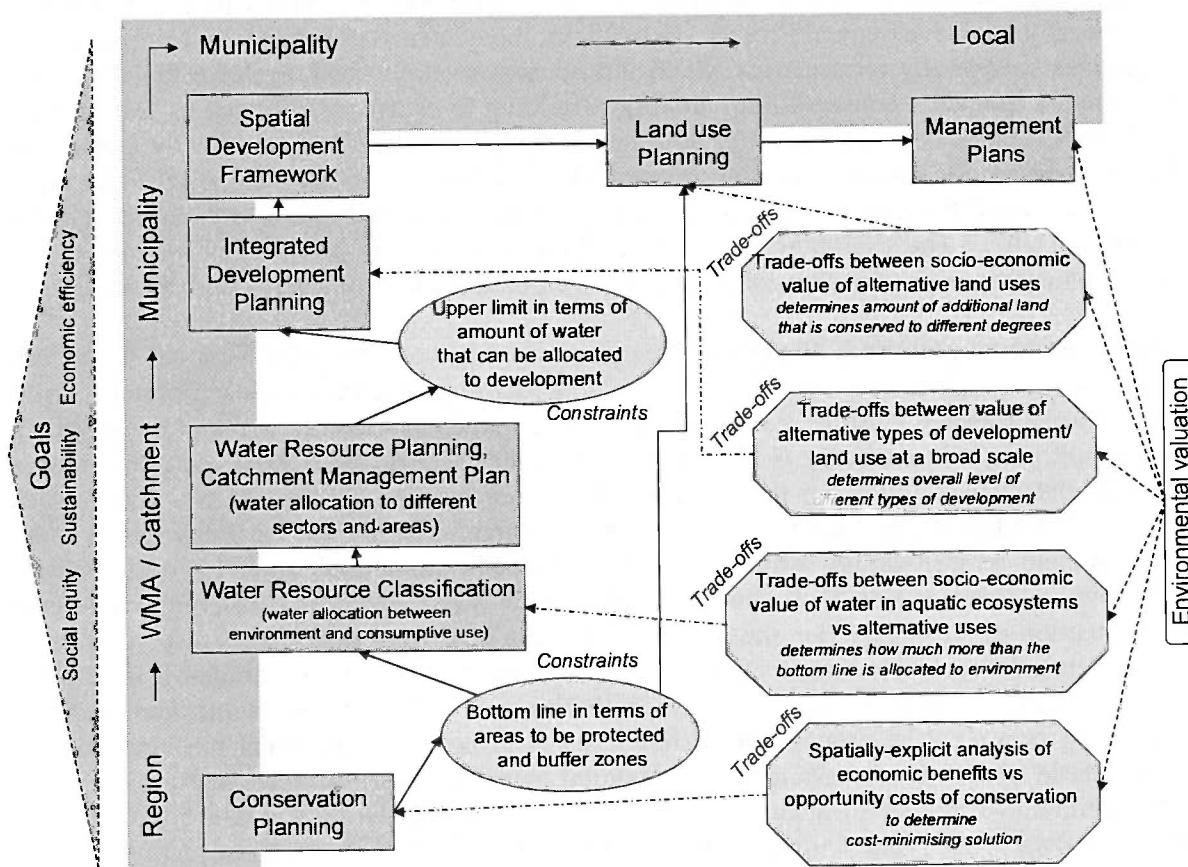 Municipality
Local
Spatial
Development
Framework
Land use
Planning
Management
Plans
Integrated
Development
Planning
Upper limit in terms of
amount of water
that can be allocated
to development
Constraints
Water Resource Planning,
Catchment Management Plan
(water allocation to different
sectors and areas)
Water Resource Classification
(water allocation between
environment and consumptive use)
Constraints
Bottom line in terms of
areas to be protected
and buffer zones
Conservation
Planning
Trade-offs
Trade-offs between socio-economic
value of alternative land uses
determines amount of additional land
that is conserved to different degrees
Trade-offs
Trade-offs between value of
alternative types of development/
land use at a broad scale
determines overall level of
erent types of development
Trade-offs
Trade-offs between socio-economic
value of water in aquatic ecosystems
vs alternative uses
determines how much more than the
bottom line is allocated to environment
Trade-offs
Spatially-explicit analysis of
economic benefits vs
opportunity costs of conservation
to determine
cost-minimising solution
Environmental valuation
Goals
Social equity Sustainability Economic efficiency
Region
WMA / Catchment
Municipality